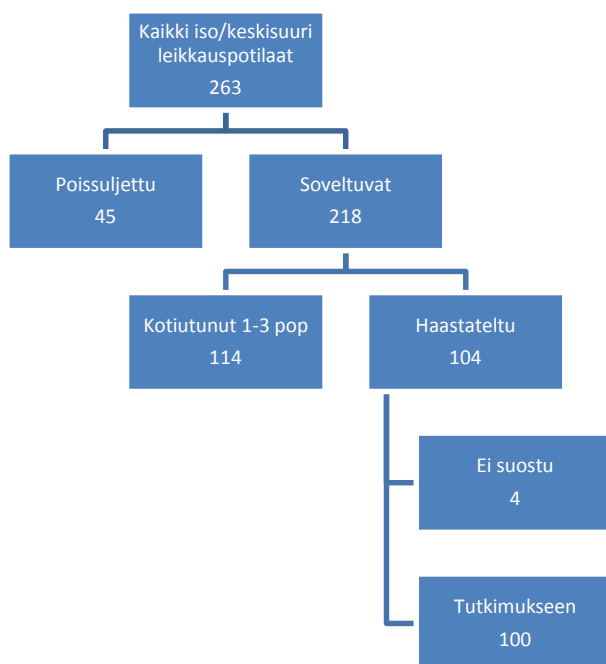 Kaikki iso/keskisuuri
leikkauspotilaat
263
Poissuljettu
45
Soveltuvat
218
Kotiutunut 1-3 pop
114
Haastateltu
104
Ei suostu
4
Tutkimukseen
100